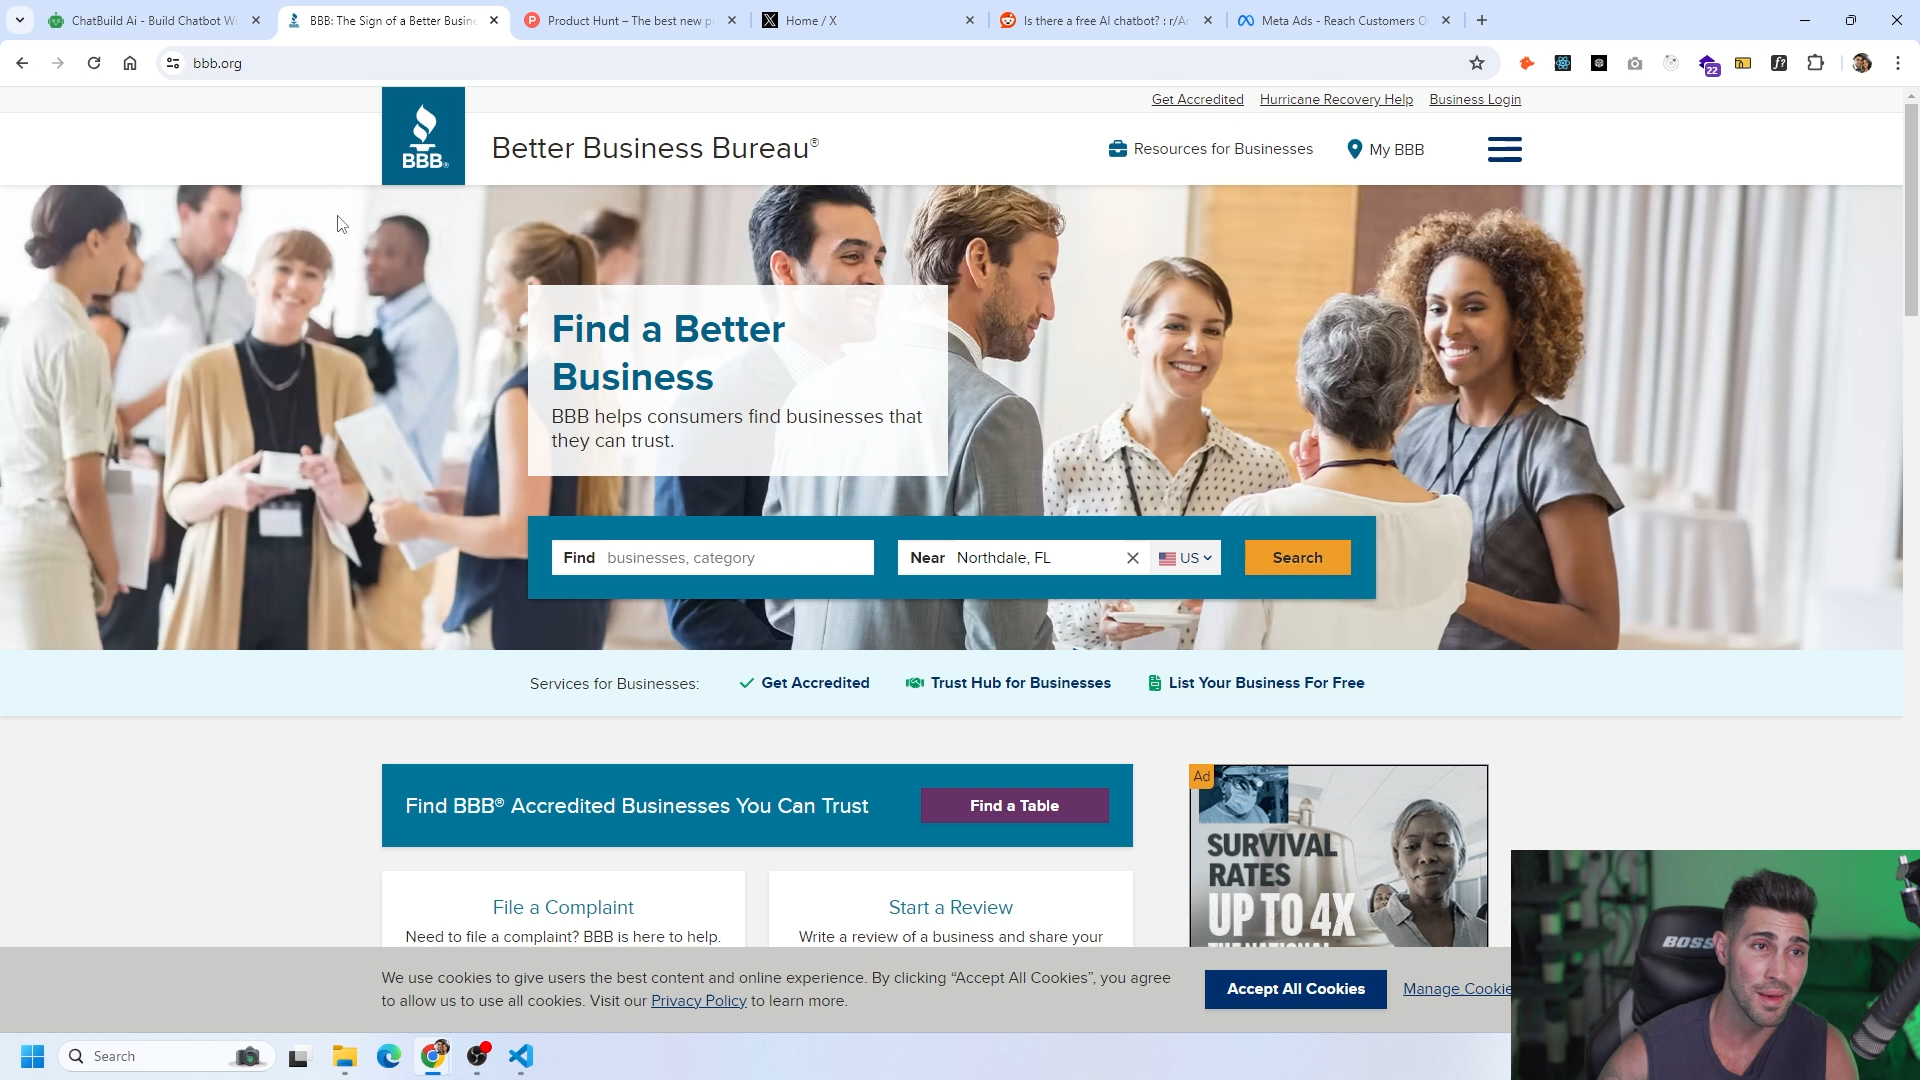 ChatBuild Ai - Build Chatbot Wi
BBB: The Sign of a Better Busine
Product Hunt – The best new p
Home / X
Is there a free AI chatbot? : r/Ar
Meta Ads - Reach Customers O
bbb.org
22
Get Accredited
Hurricane Recovery Help
Business Login
BBB®
Better Business Bureau®
Resources for Businesses
My BBB
Find a Better
Business
BBB helps consumers find businesses that
they can trust.
Find businesses, category
Near Northdale, FL
US
Search
Services for Businesses:
Get Accredited
Trust Hub for Businesses
List Your Business For Free
Find BBB® Accredited Businesses You Can Trust
Find a Table
Ad
SURVIVAL
RATES
UP TO 4X
THE NATIONAL
File a Complaint
Need to file a complaint? BBB is here to help.
Start a Review
Write a review of a business and share your
We use cookies to give users the best content and online experience. By clicking “Accept All Cookies”, you agree
to allow us to use all cookies. Visit our Privacy Policy to learn more.
Accept All Cookies
Manage Cookie
BOSS
Search